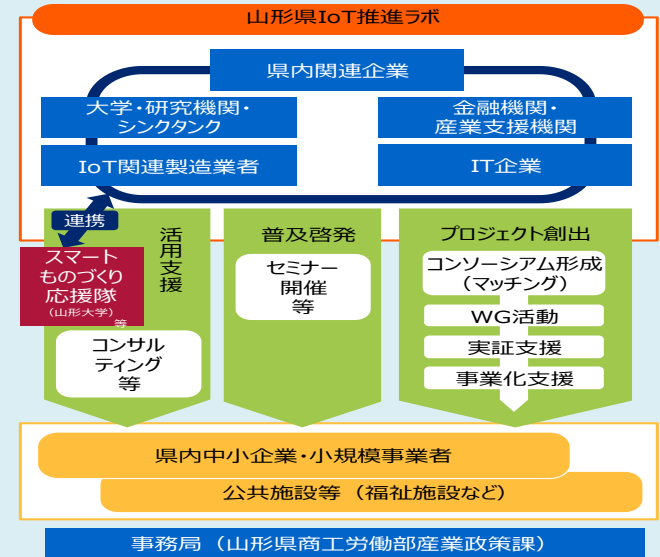 山形県IoT推進ラボ
県内関連企業
大学・研究機関・
シンクタンク
金融機関・
産業支援機関
IoT関連製造業者
IT企業
連携
スマート
ものづくり
応援隊
(山形大学)
等
活用支援
コンサル
ティング
等
普及啓発
セミナー
開催
等
プロジェクト創出
コンソーシアム形成
(マッチング)
WG活動
実証支援
事業化支援
県内中小企業・小規模事業者
公共施設等(福祉施設など)
事務局(山形県商工労働部産業政策課)